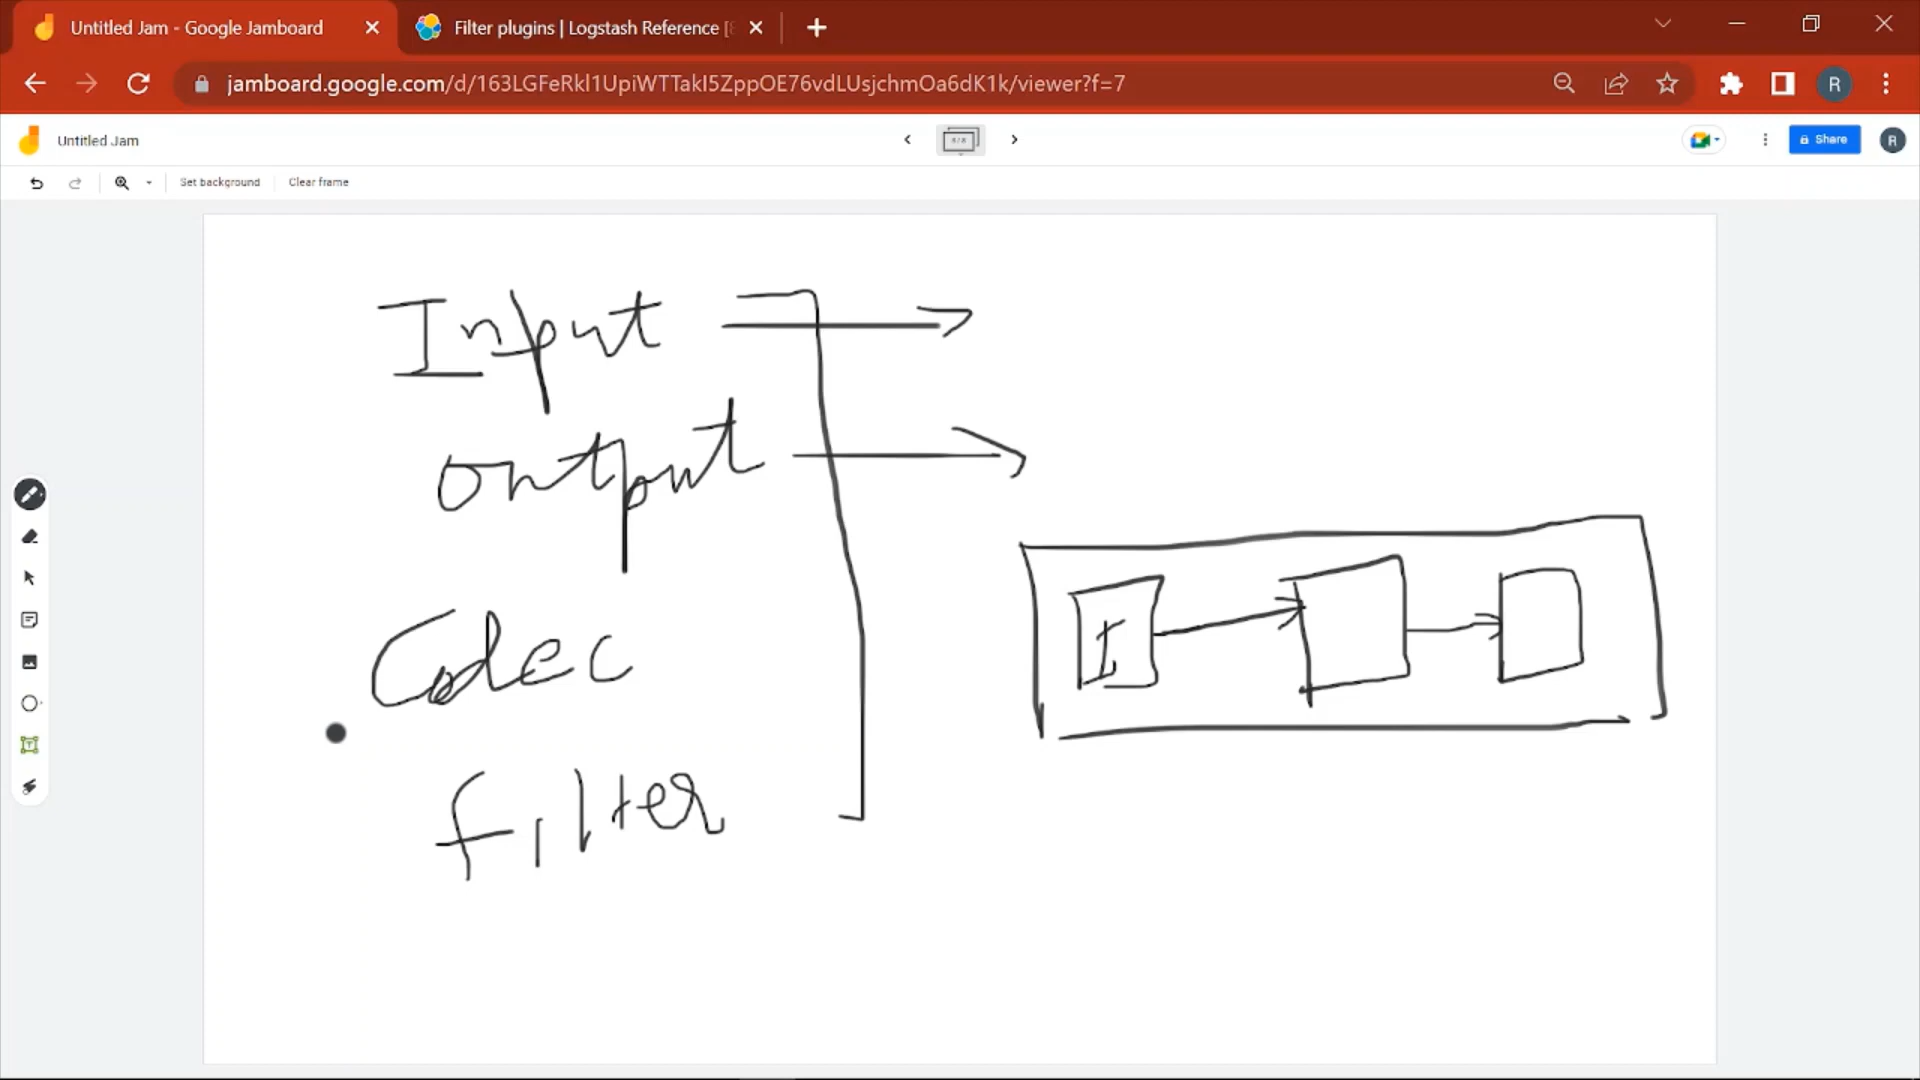 Untitled Jam - Google Jamboard
Filter plugins | Logstash Reference [
jamboard.google.com/d/163LGFeRkl1UpiWTTakI5ZppOE76vdLUsjchmOa6dK1k/viewer?f=7
R
Untitled Jam
Share
R
Set background
Clear frame
Input
output
Codec
I
filter